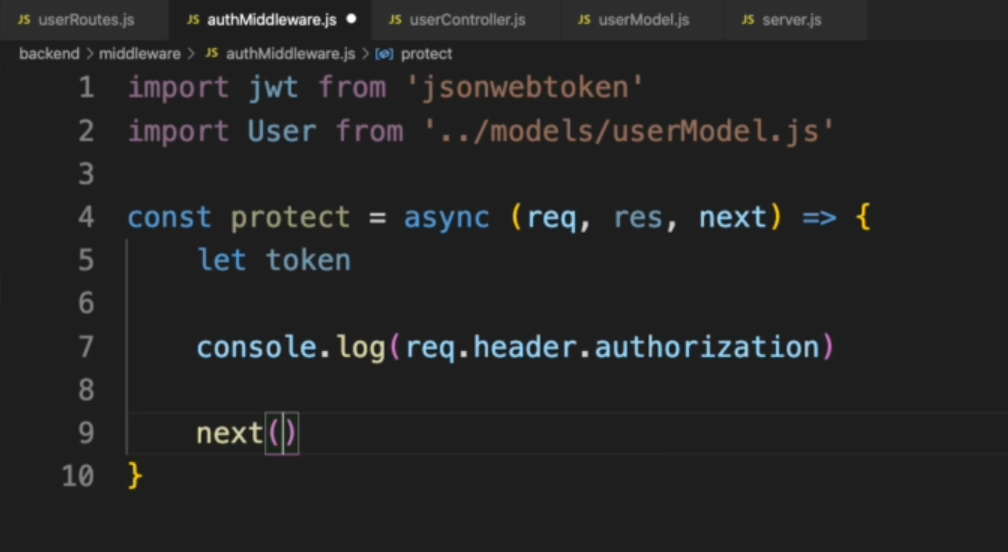 JS userRoutes.js JS authMiddleware.js JS userController.js JS userModel.js JS server.js
backend > middleware > JS authMiddleware.js > protect
1 import jwt from 'jsonwebtoken'
2 import User from '../models/userModel.js'
3
4 const protect = async (req, res, next) => {
5     let token
6
7     console.log(req.header.authorization)
8
9     next()
10 }